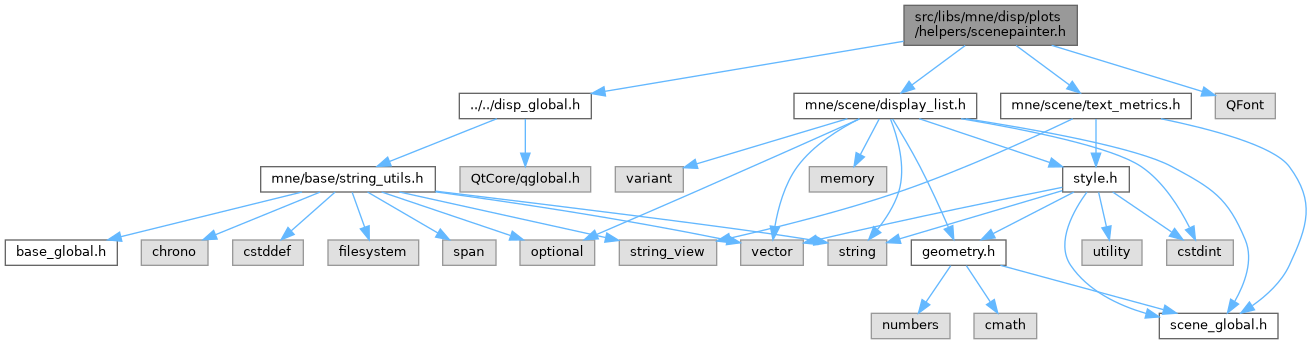 src/libs/mne/disp/plots
/helpers/scenepainter.h
../../disp_global.h
mne/scene/display_list.h
mne/scene/text_metrics.h
QFont
mne/base/string_utils.h
QtCore/qglobal.h
variant
memory
style.h
base_global.h
chrono
cstddef
filesystem
span
optional
string_view
vector
string
geometry.h
utility
cstdint
numbers
cmath
scene_global.h